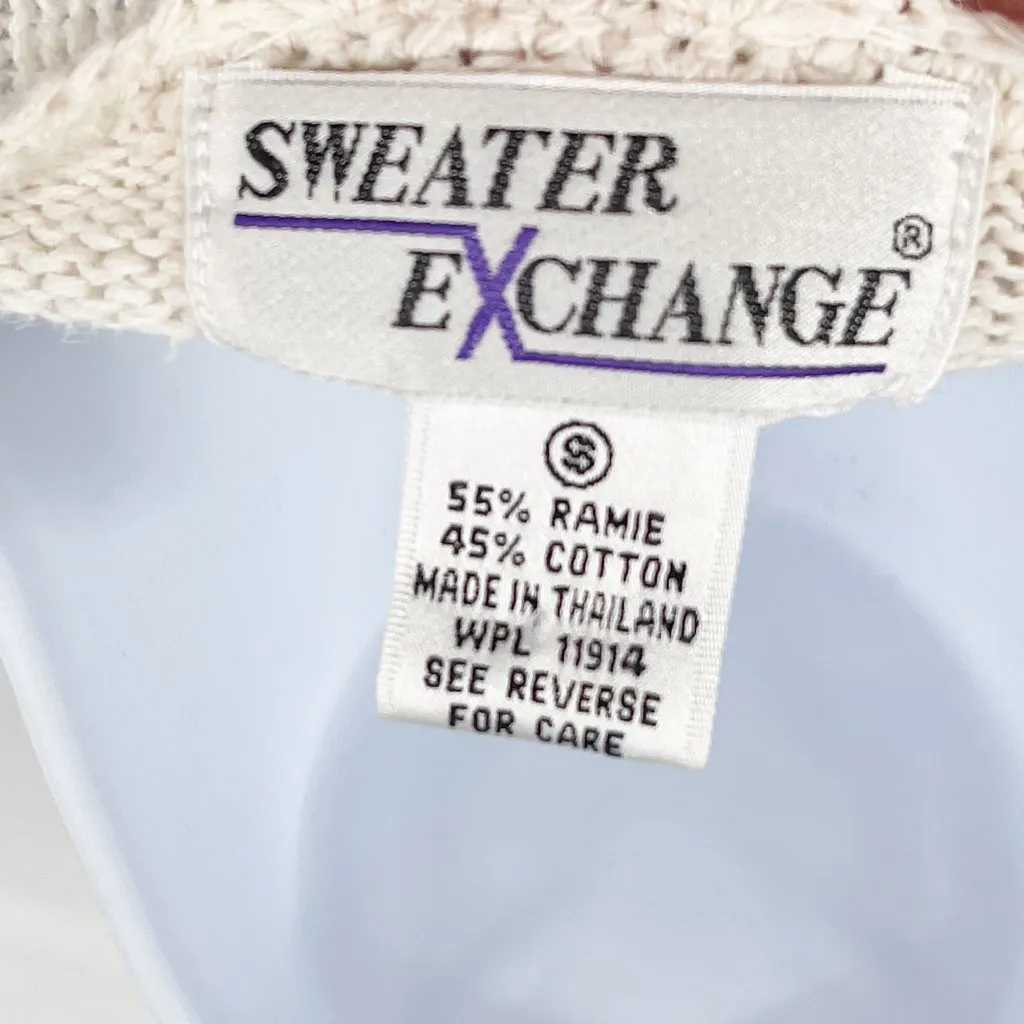 SWEATER
EXCHANGE®
S
55% RAMIE
45% COTTON
MADE IN THAILAND
WPL 11914
SEE REVERSE
FOR CARE